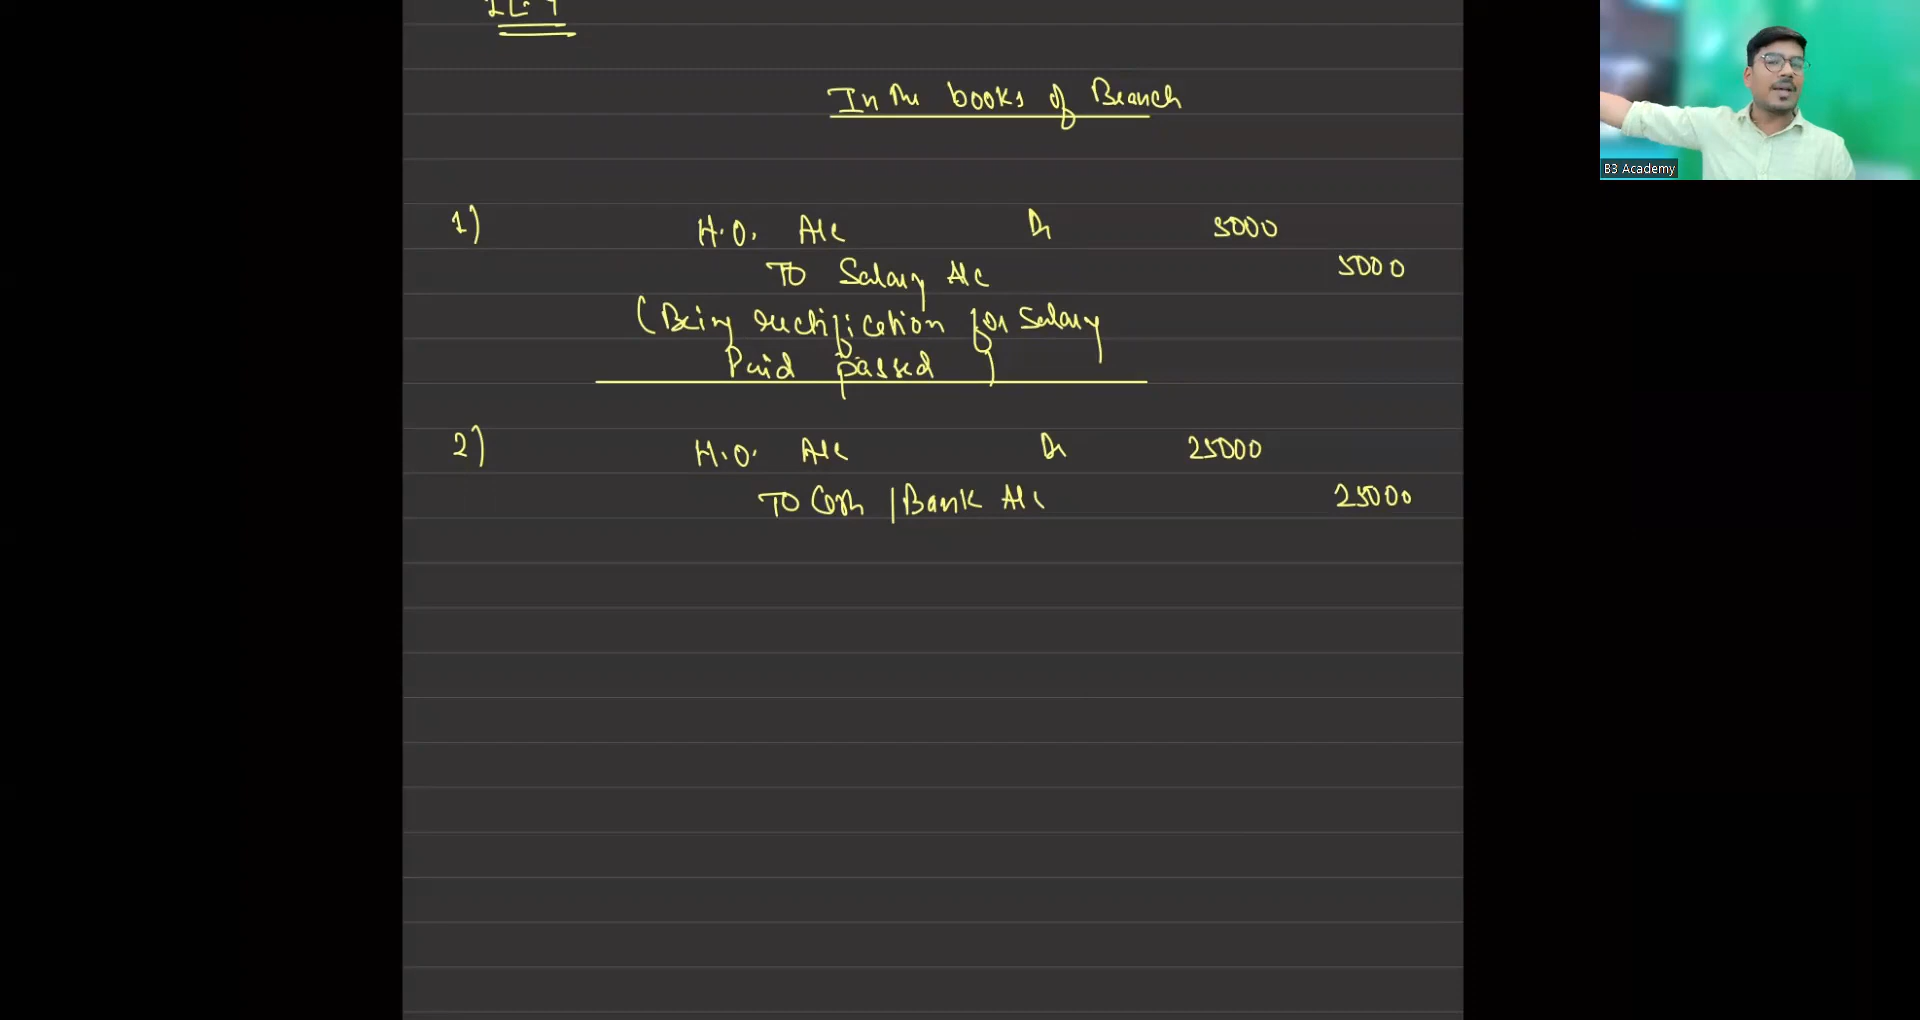 In the books of Branch
B3 Academy
1) H.O. A/c Dr 5000
To Salary A/c 5000
(Being rectification for salary
Paid passed)
2) H.O. A/c Dr 25000
To Cash / Bank A/c 25000